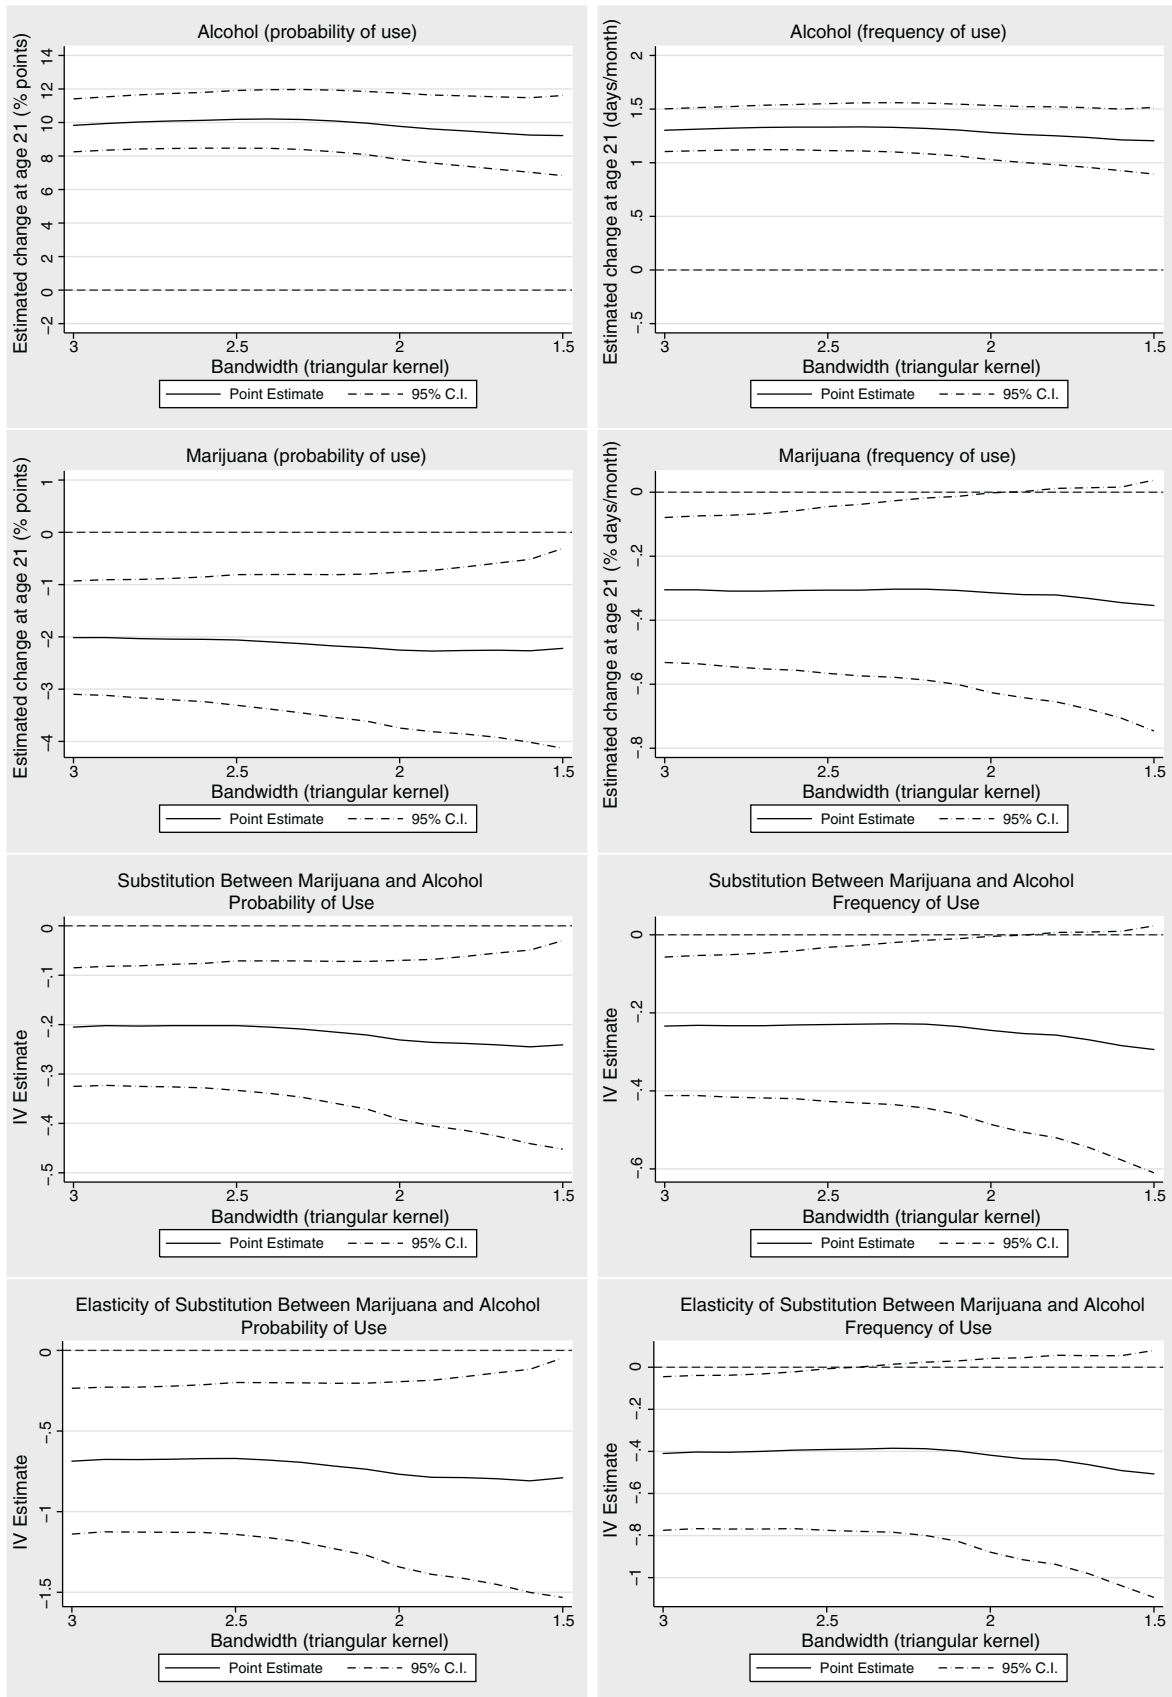 Alcohol (probability of use)
Estimated change at age 21 (% points)
14
12
10
8
6
4
2
0
−2
3 2.5 2 1.5
Bandwidth (triangular kernel)
Point Estimate 95% C.I.
Alcohol (frequency of use)
Estimated change at age 21 (days/month)
2
1.5
1
.5
0
−.5
3 2.5 2 1.5
Bandwidth (triangular kernel)
Point Estimate 95% C.I.
Marijuana (probability of use)
Estimated change at age 21 (% points)
1
0
−1
−2
−3
−4
3 2.5 2 1.5
Bandwidth (triangular kernel)
Point Estimate 95% C.I.
Marijuana (frequency of use)
Estimated change at age 21 (% days/month)
0
−.2
−.4
−.6
−.8
3 2.5 2 1.5
Bandwidth (triangular kernel)
Point Estimate 95% C.I.
Substitution Between Marijuana and Alcohol
Probability of Use
IV Estimate
0
−.1
−.2
−.3
−.4
−.5
3 2.5 2 1.5
Bandwidth (triangular kernel)
Point Estimate 95% C.I.
Substitution Between Marijuana and Alcohol
Frequency of Use
IV Estimate
0
−.2
−.4
−.6
3 2.5 2 1.5
Bandwidth (triangular kernel)
Point Estimate 95% C.I.
Elasticity of Substitution Between Marijuana and Alcohol
Probability of Use
IV Estimate
0
−.5
−1
−1.5
3 2.5 2 1.5
Bandwidth (triangular kernel)
Point Estimate 95% C.I.
Elasticity of Substitution Between Marijuana and Alcohol
Frequency of Use
IV Estimate
0
−.2
−.4
−.6
−.8
−1
3 2.5 2 1.5
Bandwidth (triangular kernel)
Point Estimate 95% C.I.